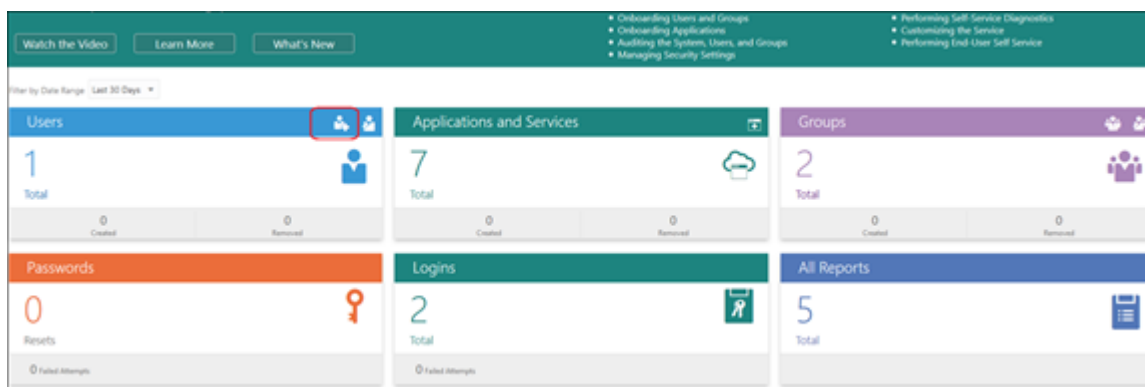 Onboarding Users and Groups
Onboarding Applications
Auditing the System, Users, and Groups
Managing Security Settings
Performing Self-Service Diagnostics
Customizing the Service
Performing End-User Self Service
Watch the Video
Learn More
What's New
Filter by Date Range Last 30 Days
Users
1
Total
0
Created
0
Removed
Applications and Services
7
Total
0
Created
0
Removed
Groups
2
Total
0
Created
0
Removed
Passwords
0
Resets
0 Failed Attempts
Logins
2
Total
0 Failed Attempts
All Reports
5
Total